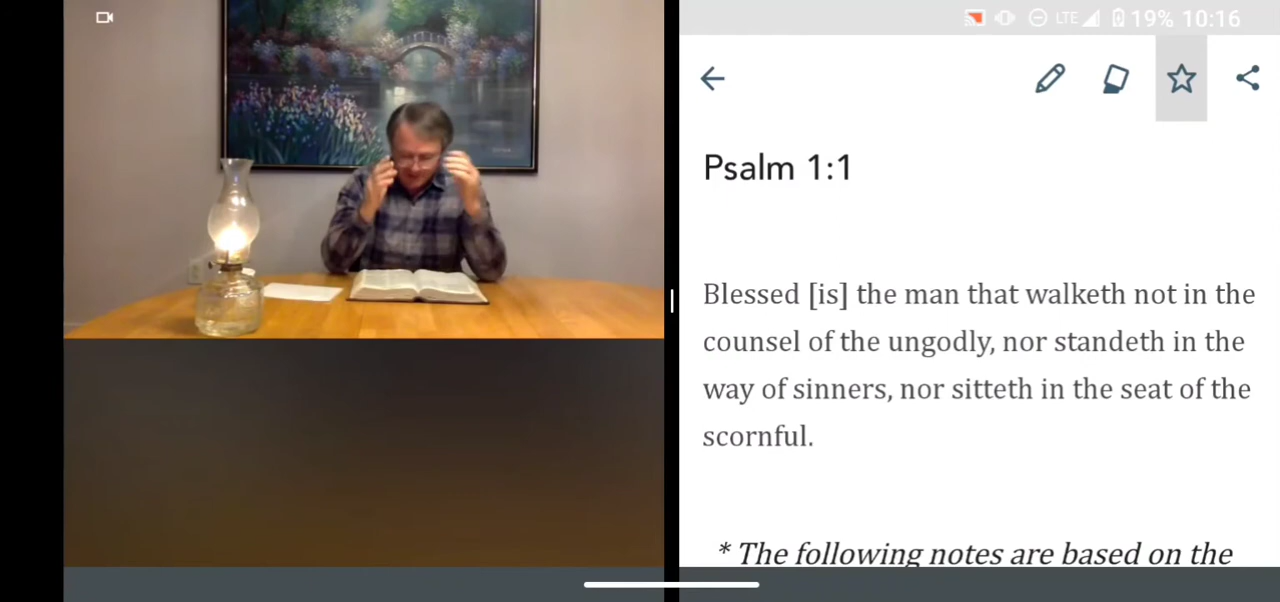 LTE 19% 10:16
Psalm 1:1
Blessed [is] the man that walketh not in the
counsel of the ungodly, nor standeth in the
way of sinners, nor sitteth in the seat of the
scornful.
* The following notes are based on the